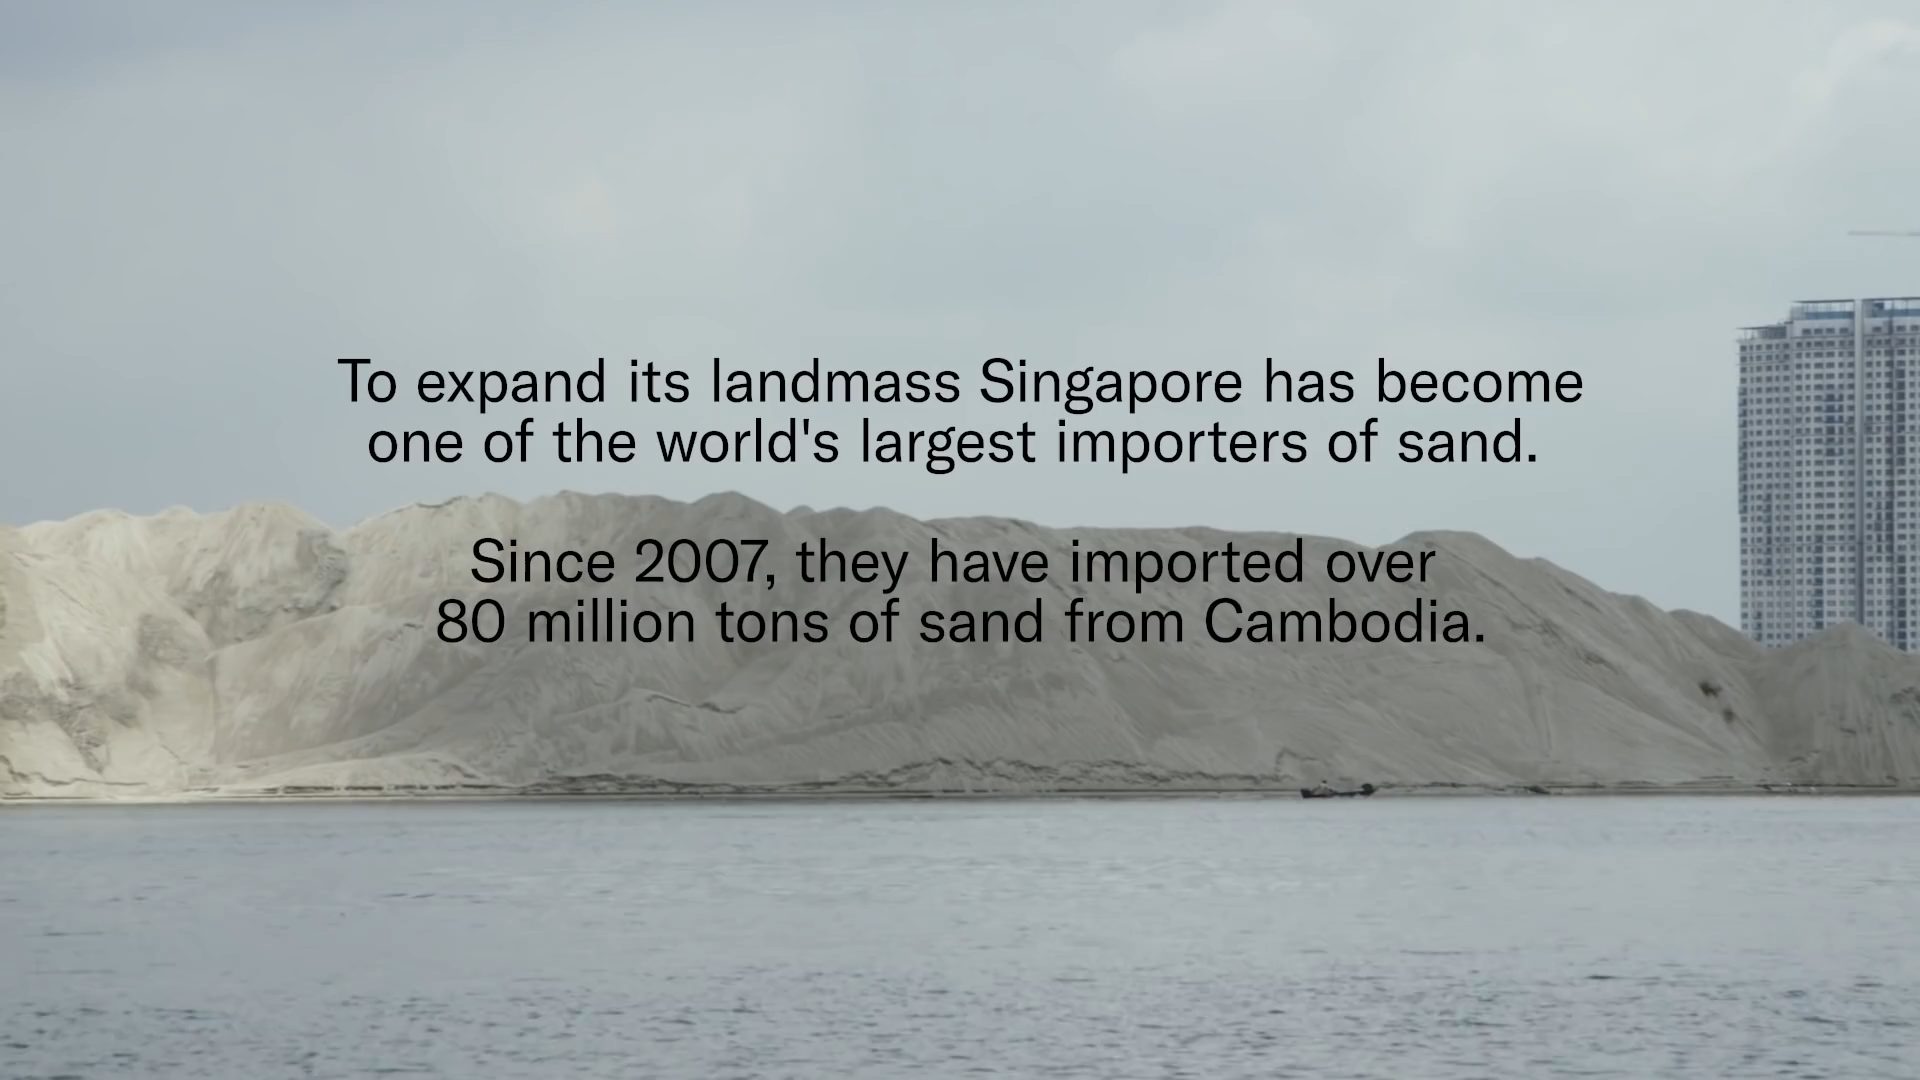 To expand its landmass Singapore has become
one of the world's largest importers of sand.
Since 2007, they have imported over
80 million tons of sand from Cambodia.